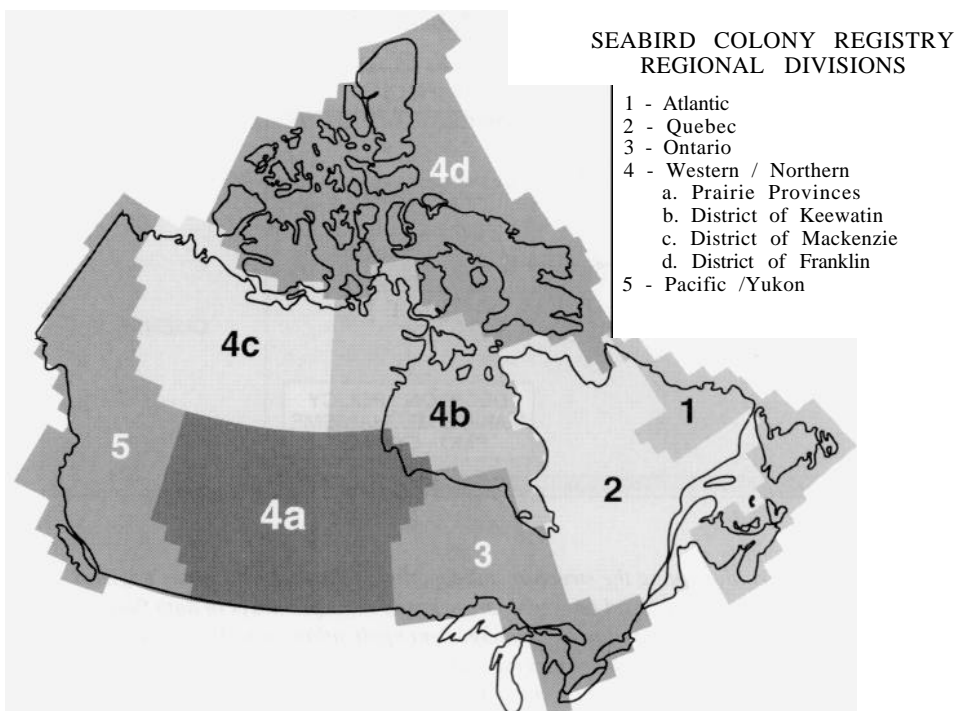 SEABIRD COLONY REGISTRY
REGIONAL DIVISIONS
1 - Atlantic
2 - Quebec
3 - Ontario
4 - Western / Northern
a. Prairie Provinces
b. District of Keewatin
c. District of Mackenzie
d. District of Franklin
5 - Pacific /Yukon
4d
4c
4b
1
5
2
4a
3